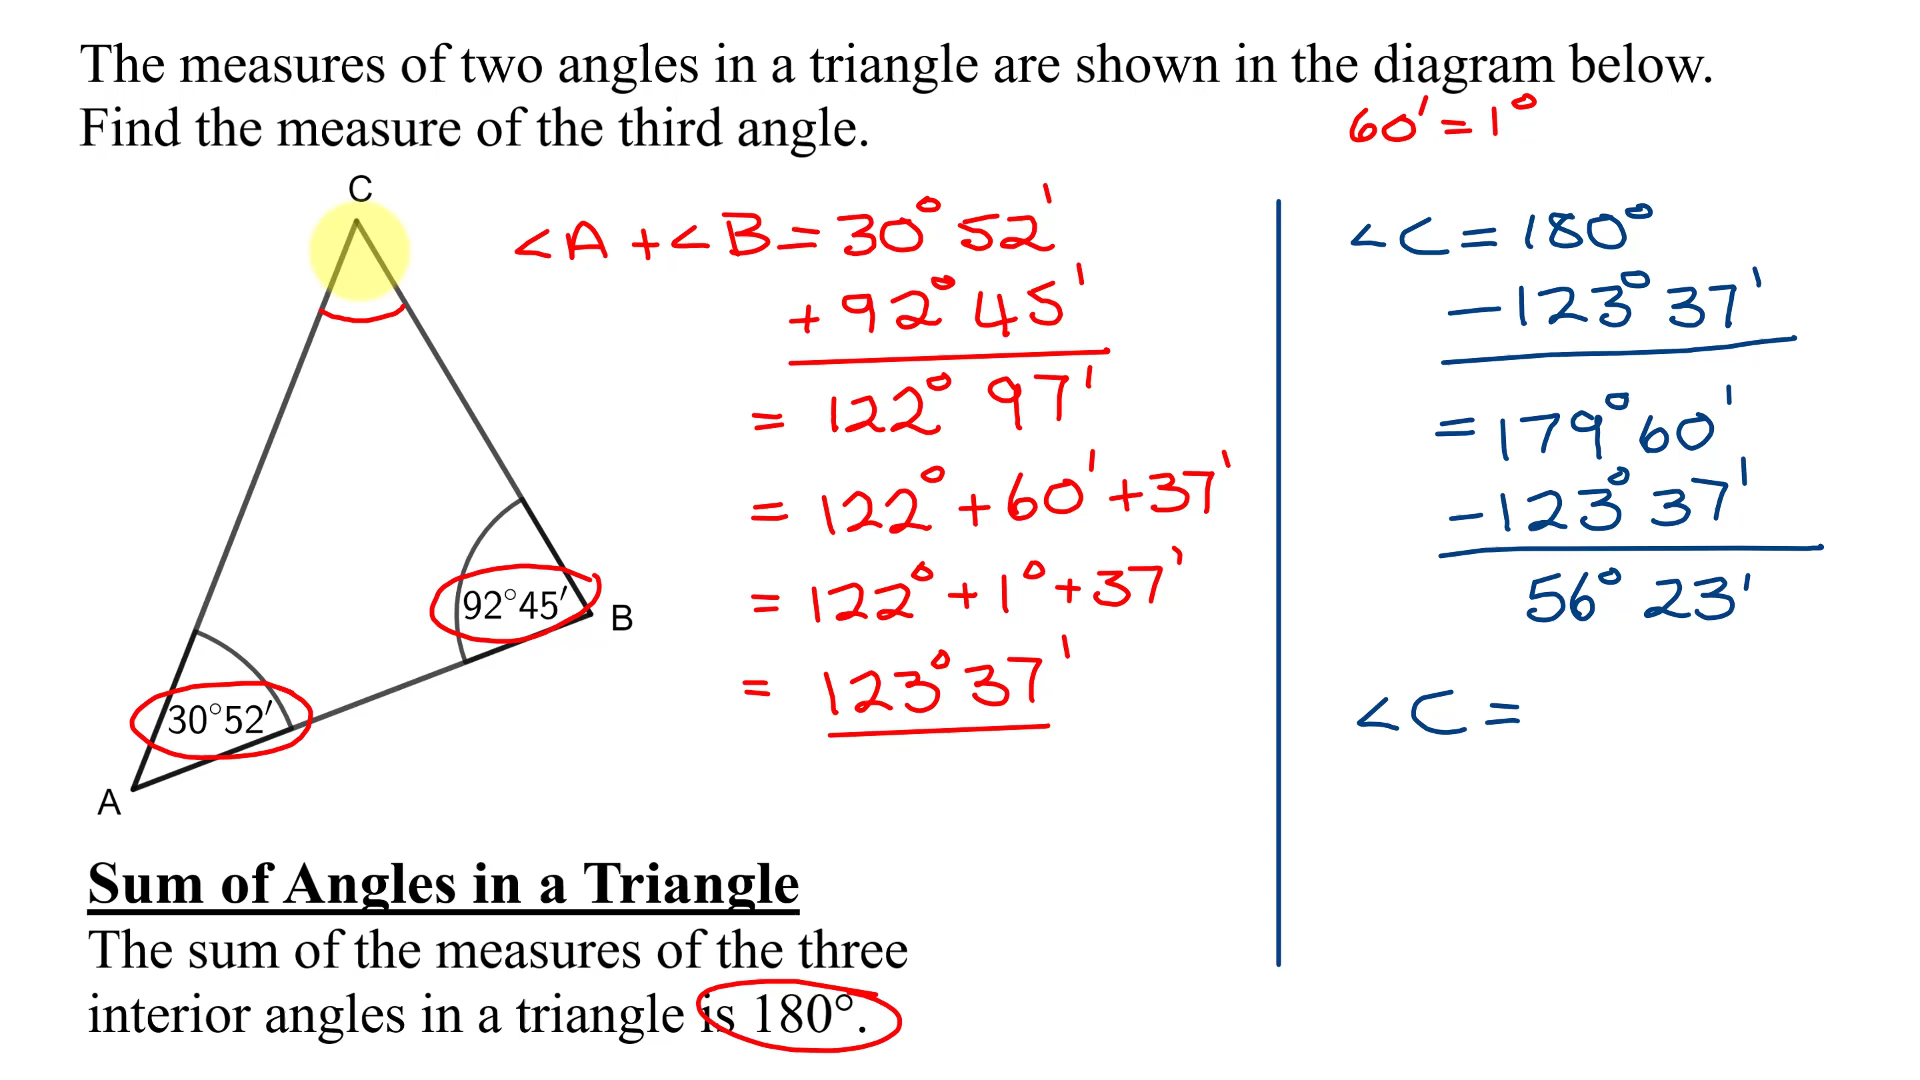 The measures of two angles in a triangle are shown in the diagram below.
Find the measure of the third angle.
60' = 1°
C
92°45′
B
30°52′
A
<A + <B = 30° 52'
+ 92° 45'
= 122° 97'
= 122° + 60' + 37'
= 122° + 1° + 37'
= 123° 37'
<C = 180°
− 123° 37'
= 179° 60'
− 123° 37'
56° 23'
<C =
Sum of Angles in a Triangle
The sum of the measures of the three
interior angles in a triangle is 180°.